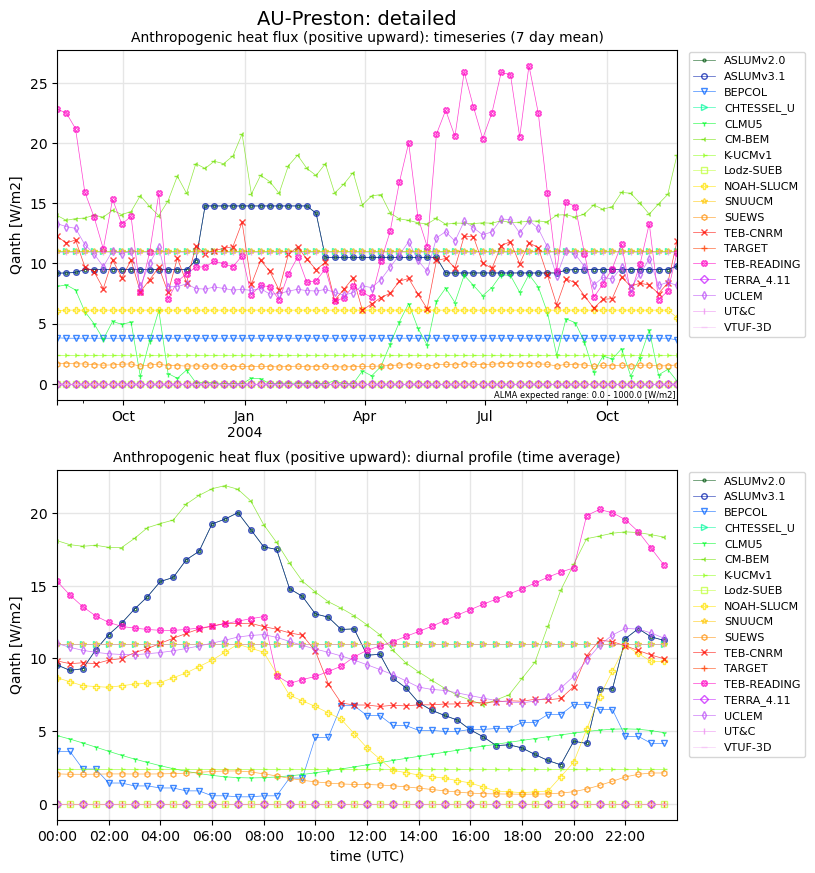 AU-Preston: detailed
Anthropogenic heat flux (positive upward): timeseries (7 day mean)
Qanth [W/m2]
25
20
15
10
5
0
Oct
Jan
2004
Apr
Jul
Oct
ALMA expected range: 0.0 - 1000.0 [W/m2]
ASLUMv2.0
ASLUMv3.1
BEPCOL
CHTESSEL_U
CLMU5
CM-BEM
K-UCMv1
Lodz-SUEB
NOAH-SLUCM
SNUUCM
SUEWS
TEB-CNRM
TARGET
TEB-READING
TERRA_4.11
UCLEM
UT&C
VTUF-3D
Anthropogenic heat flux (positive upward): diurnal profile (time average)
Qanth [W/m2]
20
15
10
5
0
00:00
02:00
04:00
06:00
08:00
10:00
12:00
14:00
16:00
18:00
20:00
22:00
time (UTC)
ASLUMv2.0
ASLUMv3.1
BEPCOL
CHTESSEL_U
CLMU5
CM-BEM
K-UCMv1
Lodz-SUEB
NOAH-SLUCM
SNUUCM
SUEWS
TEB-CNRM
TARGET
TEB-READING
TERRA_4.11
UCLEM
UT&C
VTUF-3D